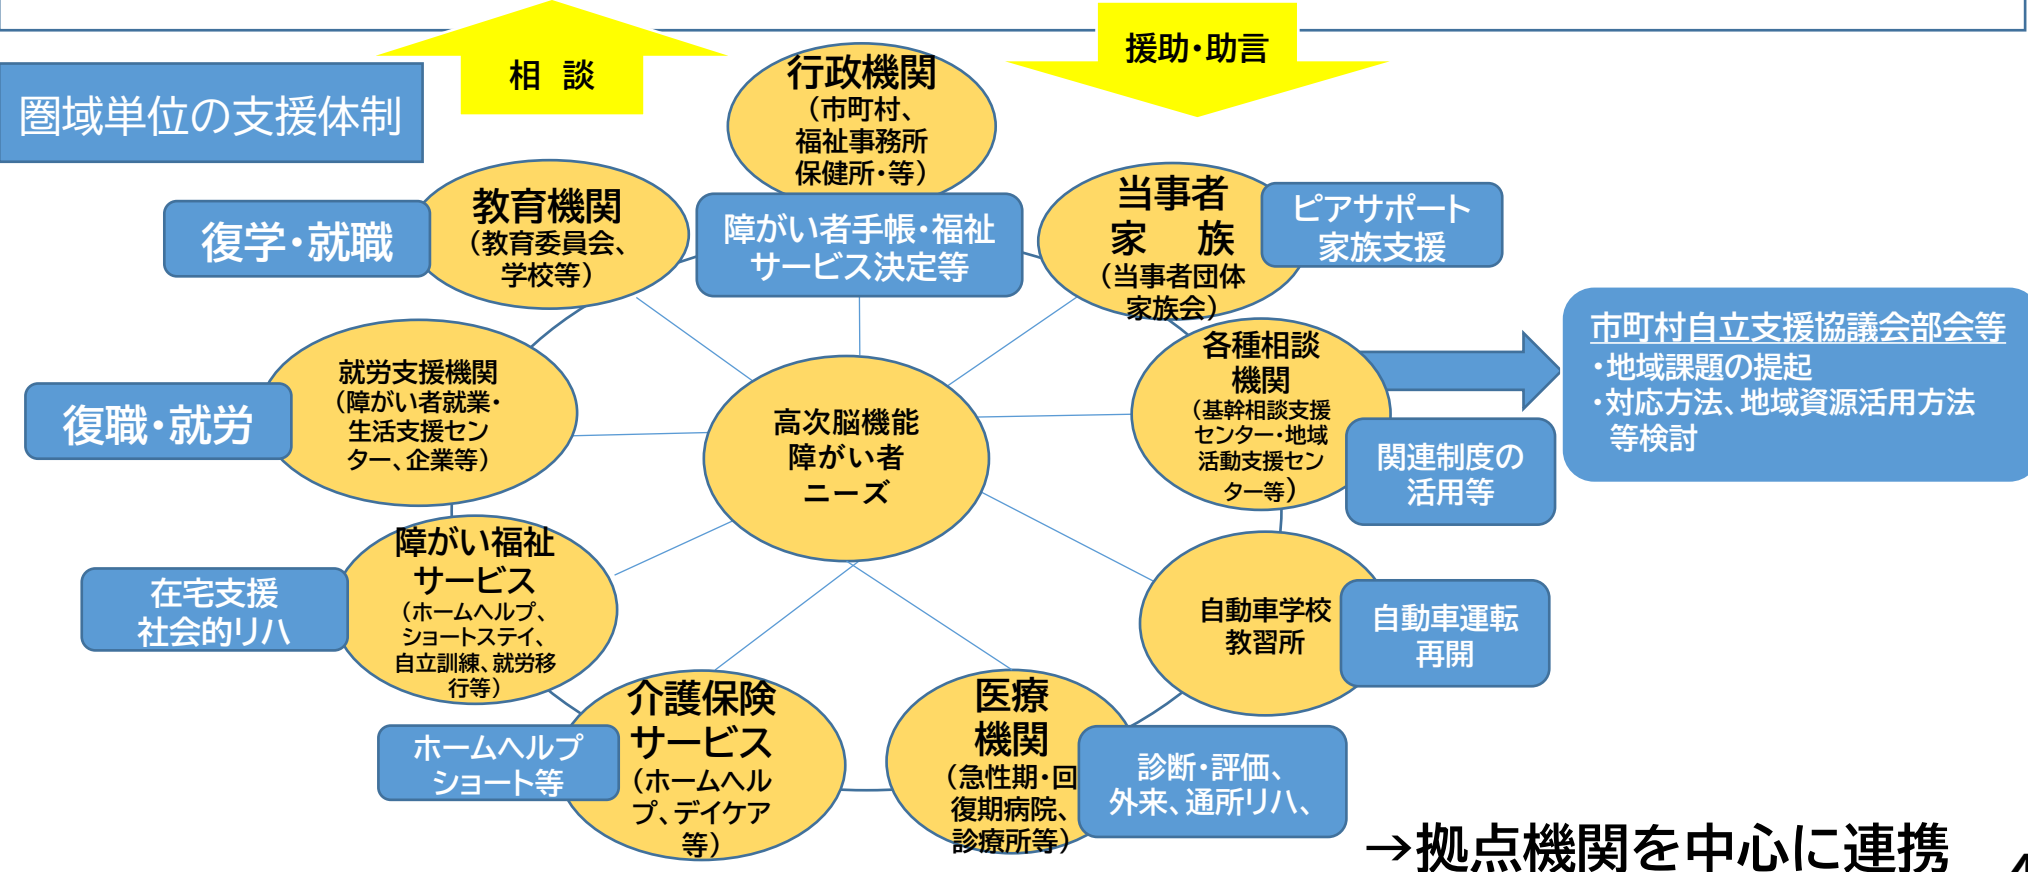 相　談
援助・助言
圏域単位の支援体制
行政機関
（市町村、
福祉事務所
保健所・等）
障がい者手帳・福祉
サービス決定等
教育機関
（教育委員会、
学校等）
復学・就職
当事者
家　族
（当事者団体
家族会）
ピアサポート
家族支援
就労支援機関
（障がい者就業・
生活支援セン
ター、企業等）
復職・就労
高次脳機能
障がい者
ニーズ
各種相談
機関
（基幹相談支援
センター・地域
活動支援セン
ター等）
関連制度の
活用等
市町村自立支援協議会部会等
・地域課題の提起
・対応方法、地域資源活用方法
等検討
障がい福祉
サービス
（ホームヘルプ、
ショートステイ、
自立訓練、就労移
行等）
在宅支援
社会的リハ
自動車学校
教習所
自動車運転
再開
介護保険
サービス
（ホームヘル
プ、デイケア
等）
ホームヘルプ
ショート等
医療
機関
（急性期・回
復期病院、
診療所等）
診断・評価、
外来、通所リハ、
→拠点機関を中心に連携